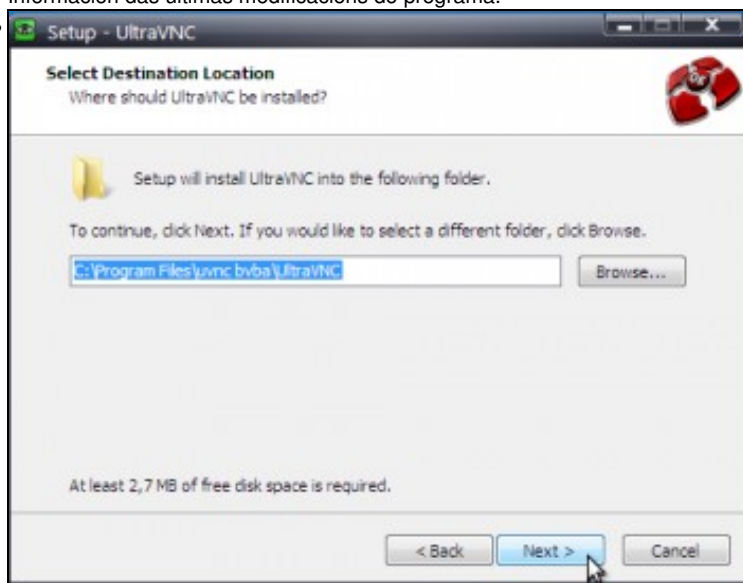 información das últimas modificacións do programa.
Setup - UltraVNC
Select Destination Location
Where should UltraVNC be installed?
Setup will install UltraVNC into the following folder.
To continue, click Next. If you would like to select a different folder, click Browse.
C:\Program Files\uvnc bvba\UltraVNC
Browse...
At least 2,7 MB of free disk space is required.
< Back
Next >
Cancel